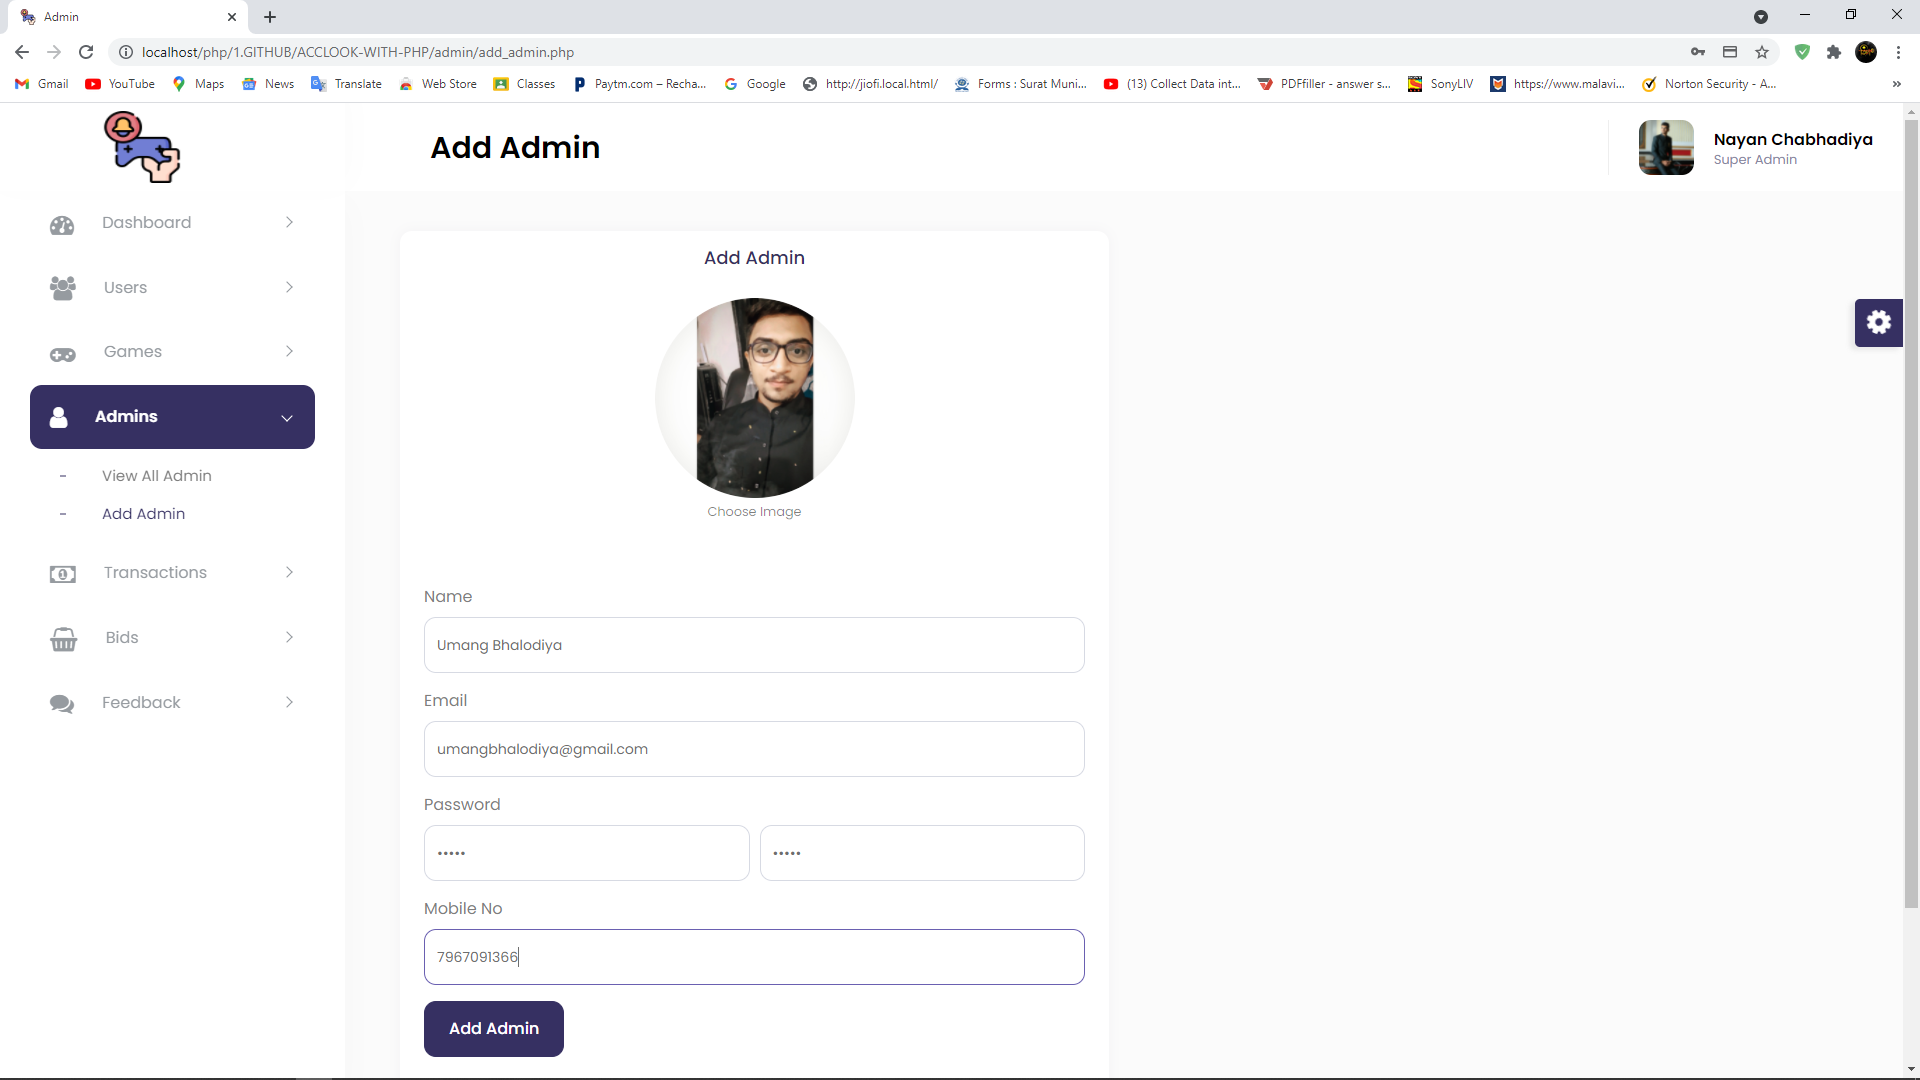 Admin
localhost/php/1.GITHUB/ACCLOOK-WITH-PHP/admin/add_admin.php
Gmail YouTube Maps News Translate Web Store Classes Paytm.com – Recha... Google http://jiofi.local.html/ Forms : Surat Muni... (13) Collect Data int... PDFfiller - answer s... SonyLIV https://www.malavi... Norton Security - A... »
Add Admin
Nayan Chabhadiya
Super Admin
Dashboard
Users
Games
Admins
- View All Admin
- Add Admin
Transactions
Bids
Feedback
Add Admin
Choose Image
Name
Umang Bhalodiya
Email
umangbhalodiya@gmail.com
Password
••••• •••••
Mobile No
7967091366
Add Admin